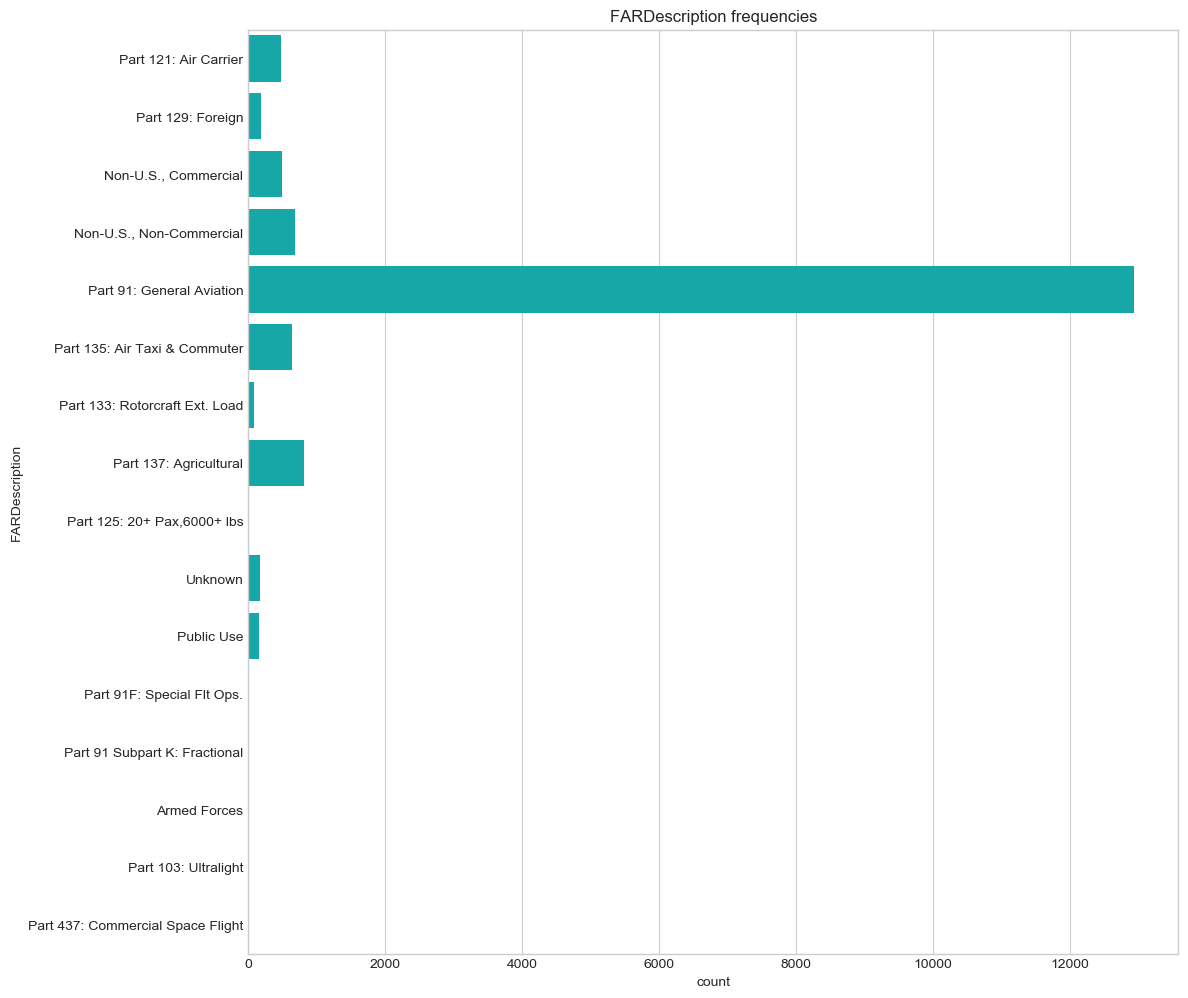 FARDescription frequencies
Part 121: Air Carrier
Part 129: Foreign
Non-U.S., Commercial
Non-U.S., Non-Commercial
Part 91: General Aviation
Part 135: Air Taxi & Commuter
Part 133: Rotorcraft Ext. Load
Part 137: Agricultural
Part 125: 20+ Pax,6000+ lbs
Unknown
Public Use
Part 91F: Special Flt Ops.
Part 91 Subpart K: Fractional
Armed Forces
Part 103: Ultralight
Part 437: Commercial Space Flight
FARDescription
0 2000 4000 6000 8000 10000 12000
count